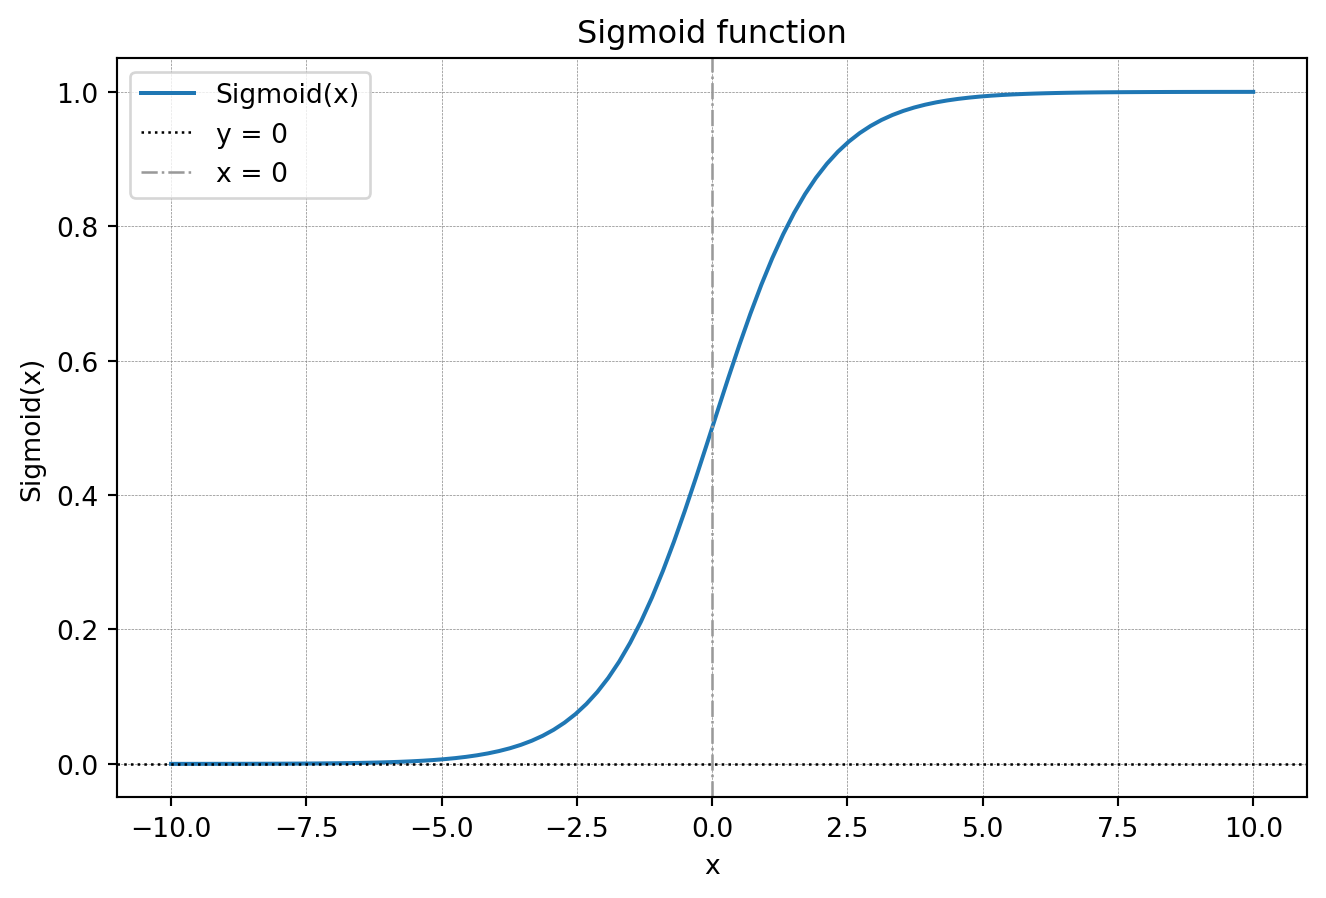 Sigmoid function
Sigmoid(x)
y = 0
x = 0
Sigmoid(x)
1.0
0.8
0.6
0.4
0.2
0.0
−10.0 −7.5 −5.0 −2.5 0.0 2.5 5.0 7.5 10.0
x